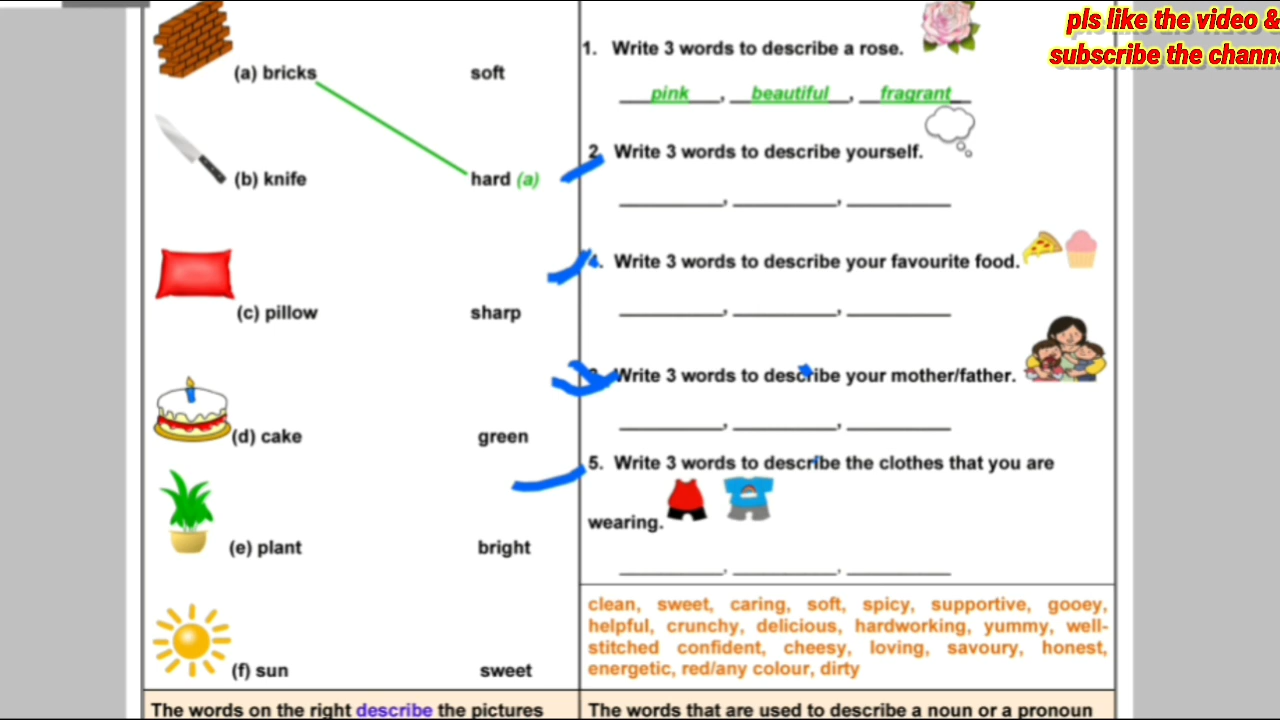 pls like the video &
subscribe the chann
(a) bricks
soft
(b) knife
hard (a)
(c) pillow
sharp
(d) cake
green
(e) plant
bright
(f) sun
sweet
The words on the right describe the pictures
1. Write 3 words to describe a rose.
pink, beautiful, fragrant
2. Write 3 words to describe yourself.
4. Write 3 words to describe your favourite food.
Write 3 words to describe your mother/father.
5. Write 3 words to describe the clothes that you are
wearing.
clean, sweet, caring, soft, spicy, supportive, gooey,
helpful, crunchy, delicious, hardworking, yummy, well-
stitched confident, cheesy, loving, savoury, honest,
energetic, red/any colour, dirty
The words that are used to describe a noun or a pronoun